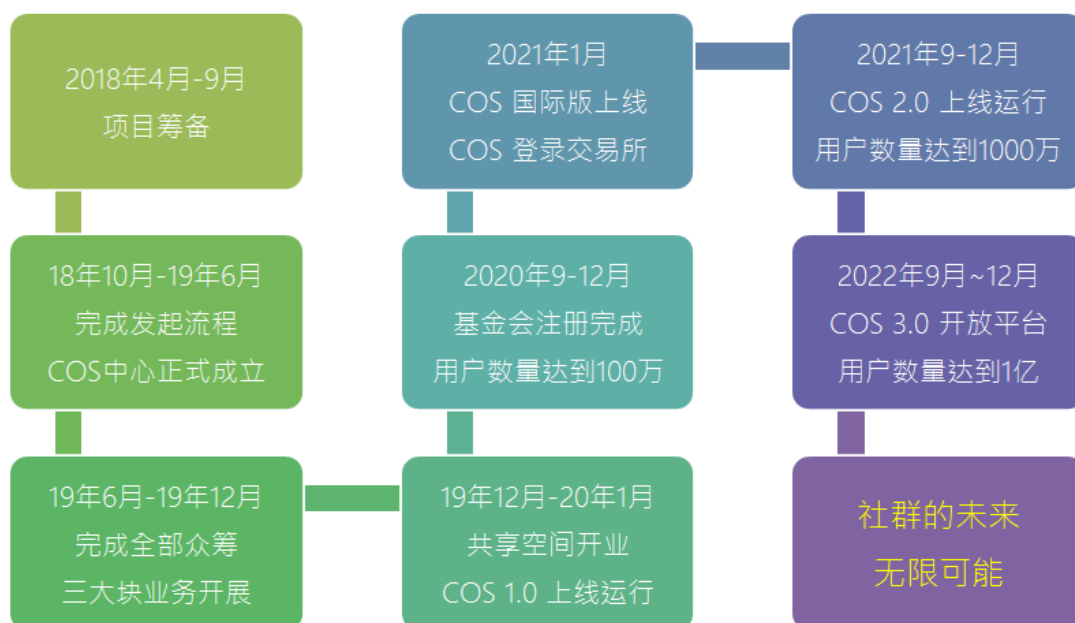 2018年4月-9月
项目筹备
18年10月-19年6月
完成发起流程
COS中心正式成立
19年6月-19年12月
完成全部众筹
三大块业务开展
19年12月-20年1月
共享空间开业
COS 1.0 上线运行
2020年9-12月
基金会注册完成
用户数量达到100万
2021年1月
COS 国际版上线
COS 登录交易所
2021年9-12月
COS 2.0 上线运行
用户数量达到1000万
2022年9月~12月
COS 3.0 开放平台
用户数量达到1亿
社群的未来
无限可能